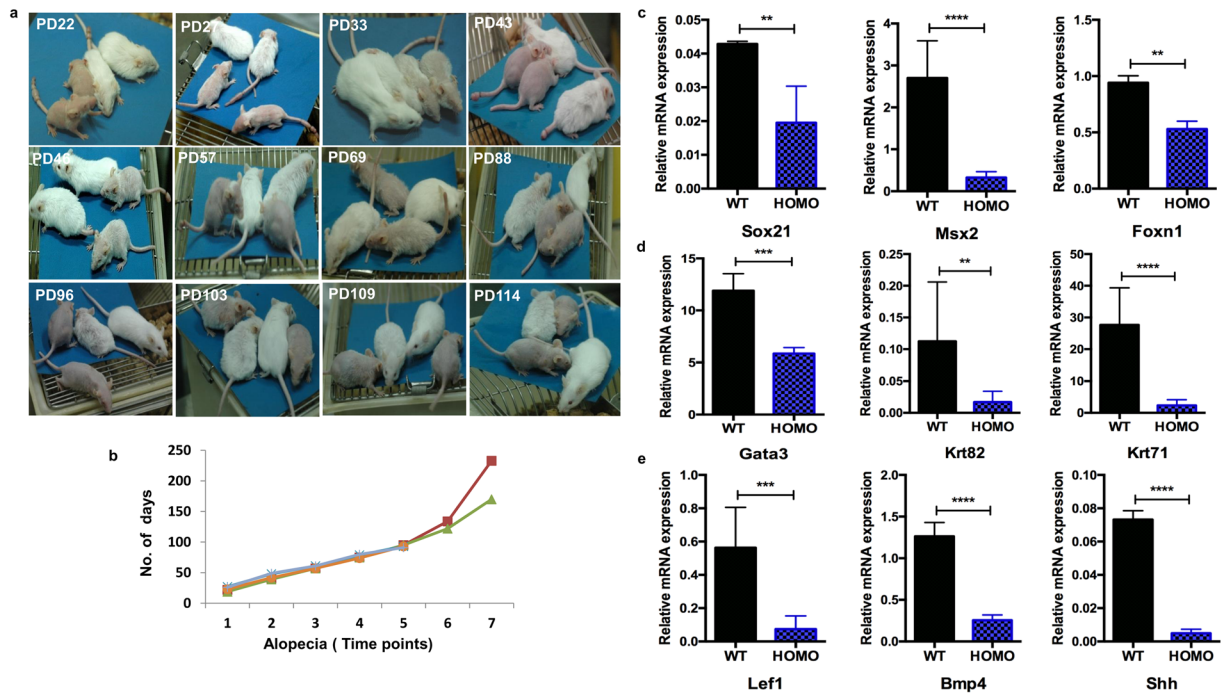 a
PD22
PD27
PD33
PD43
PD46
PD57
PD69
PD88
PD96
PD103
PD109
PD114
b
No. of days
250
200
150
100
50
0
1 2 3 4 5 6 7
Alopecia ( Time points)
c
Relative mRNA expression
0.05
0.04
0.03
0.02
0.01
0.00
**
WT HOMO
Sox21
Relative mRNA expression
4
3
2
1
0
****
WT HOMO
Msx2
Relative mRNA expression
1.5
1.0
0.5
0.0
**
WT HOMO
Foxn1
d
Relative mRNA expression
15
10
5
0
***
WT HOMO
Gata3
Relative mRNA expression
0.25
0.20
0.15
0.10
0.05
0.00
**
WT HOMO
Krt82
Relative mRNA expression
50
40
30
20
10
0
****
WT HOMO
Krt71
e
Relative mRNA expression
0.6
1.0
0.8
0.6
0.4
0.2
0.0
***
WT HOMO
Lef1
Relative mRNA expression
1.5
1.0
0.5
0.0
****
WT HOMO
Bmp4
Relative mRNA expression
0.10
0.08
0.06
0.04
0.02
0.00
****
WT HOMO
Shh